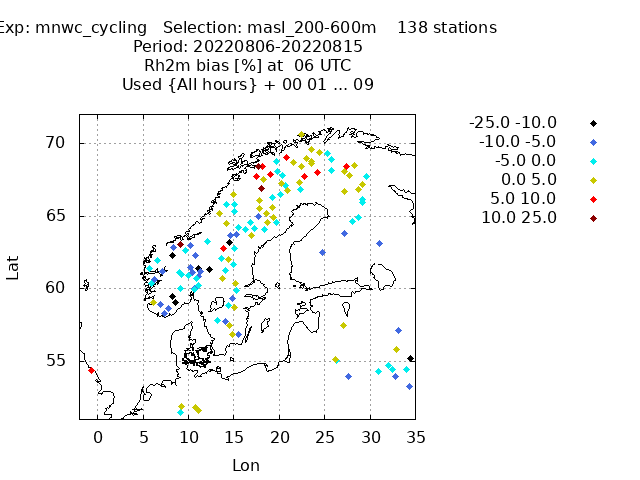 Exp: mnwc_cycling   Selection: masl_200-600m    138 stations
Period: 20220806-20220815
Rh2m bias [%] at  06 UTC
Used {All hours} + 00 01 ... 09
-25.0 -10.0
-10.0 -5.0
-5.0 0.0
0.0 5.0
5.0 10.0
10.0 25.0
70
65
60
55
Lat
0 5 10 15 20 25 30 35
Lon